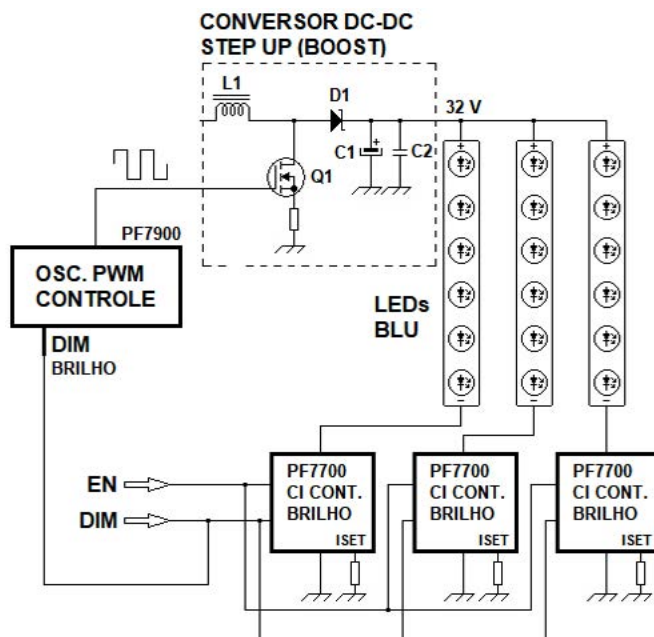 CONVERSOR DC-DC
STEP UP (BOOST)
L1
D1
32 V
C1
+
C2
Q1
PF7900
OSC. PWM
CONTROLE
DIM
BRILHO
LEDs
BLU
+
+
+
−
−
−
EN
DIM
PF7700
CI CONT.
BRILHO
ISET
PF7700
CI CONT.
BRILHO
ISET
PF7700
CI CONT.
BRILHO
ISET